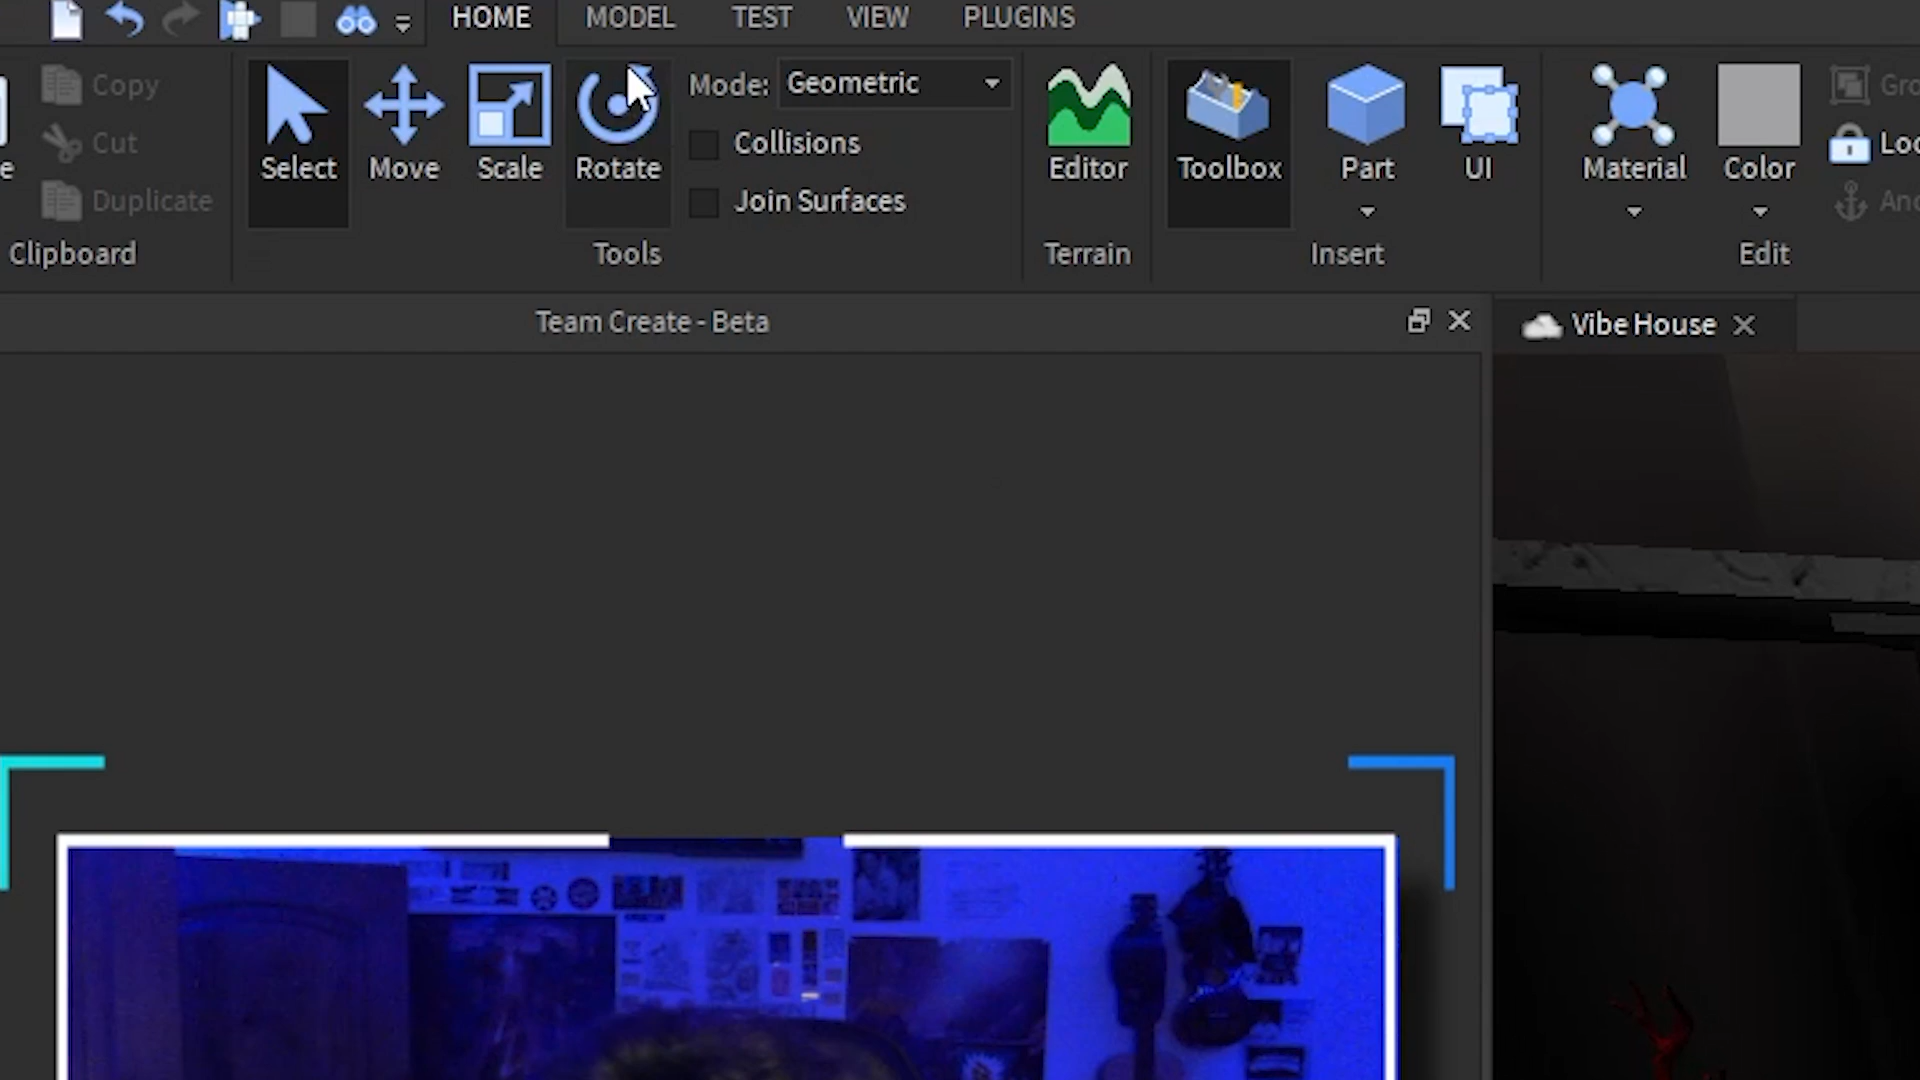 HOME MODEL TEST VIEW PLUGINS
Copy
Cut
Duplicate
Clipboard
Select Move Scale Rotate
Mode: Geometric
Collisions
Join Surfaces
Tools
Editor
Terrain
Toolbox Part UI
Insert
Material Color
Loc
Edit
Team Create - Beta
Vibe House